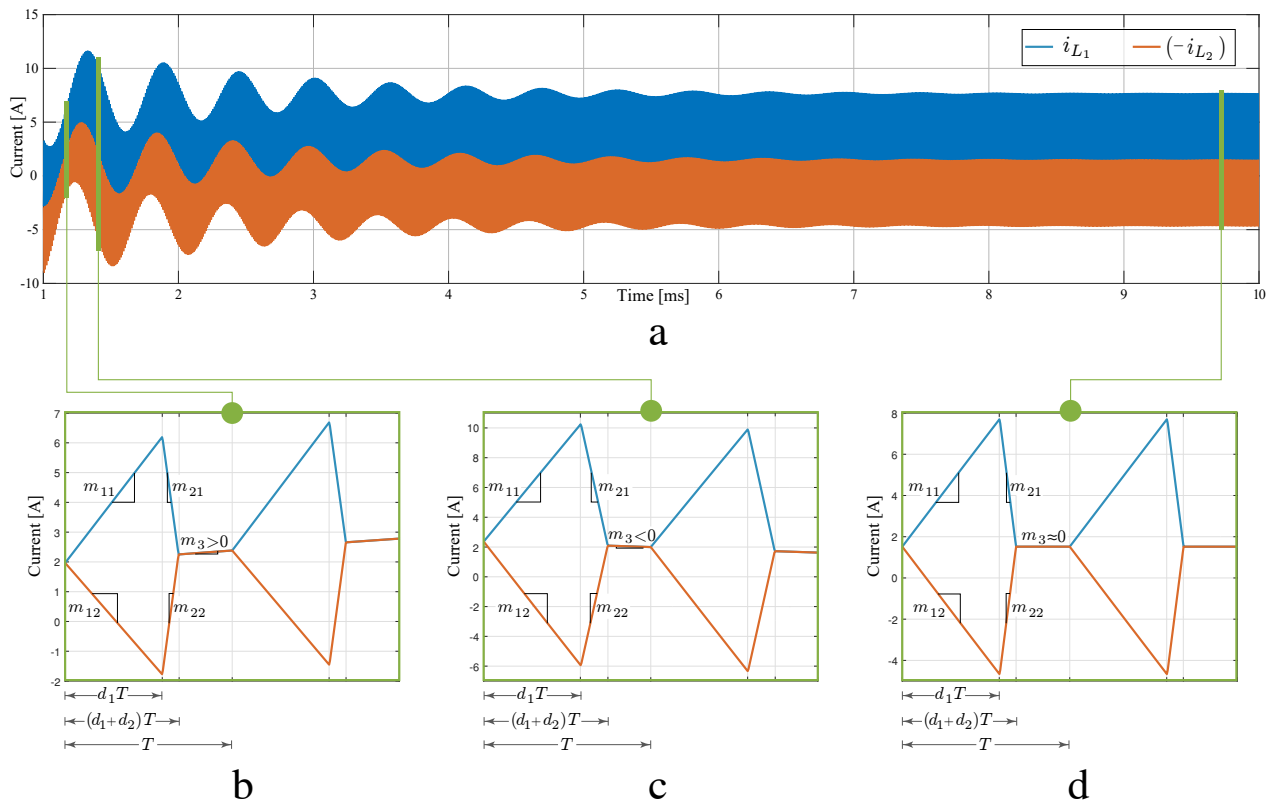 15
10
5
0
-5
-10
Current [A]
i_{L_1} (-i_{L_2})
1 2 3 4 5 6 7 8 9 10
Time [ms]
a
7
6
5
4
3
2
1
0
-1
-2
Current [A]
m_{11} m_{21}
m_3>0
m_{12} m_{22}
d_1T
(d_1+d_2)T
T
b
10
8
6
4
2
0
-2
-4
-6
Current [A]
m_{11} m_{21}
m_3<0
m_{12} m_{22}
d_1T
(d_1+d_2)T
T
c
8
6
4
2
0
-2
-4
Current [A]
m_{11} m_{21}
m_3≈0
m_{12} m_{22}
d_1T
(d_1+d_2)T
T
d